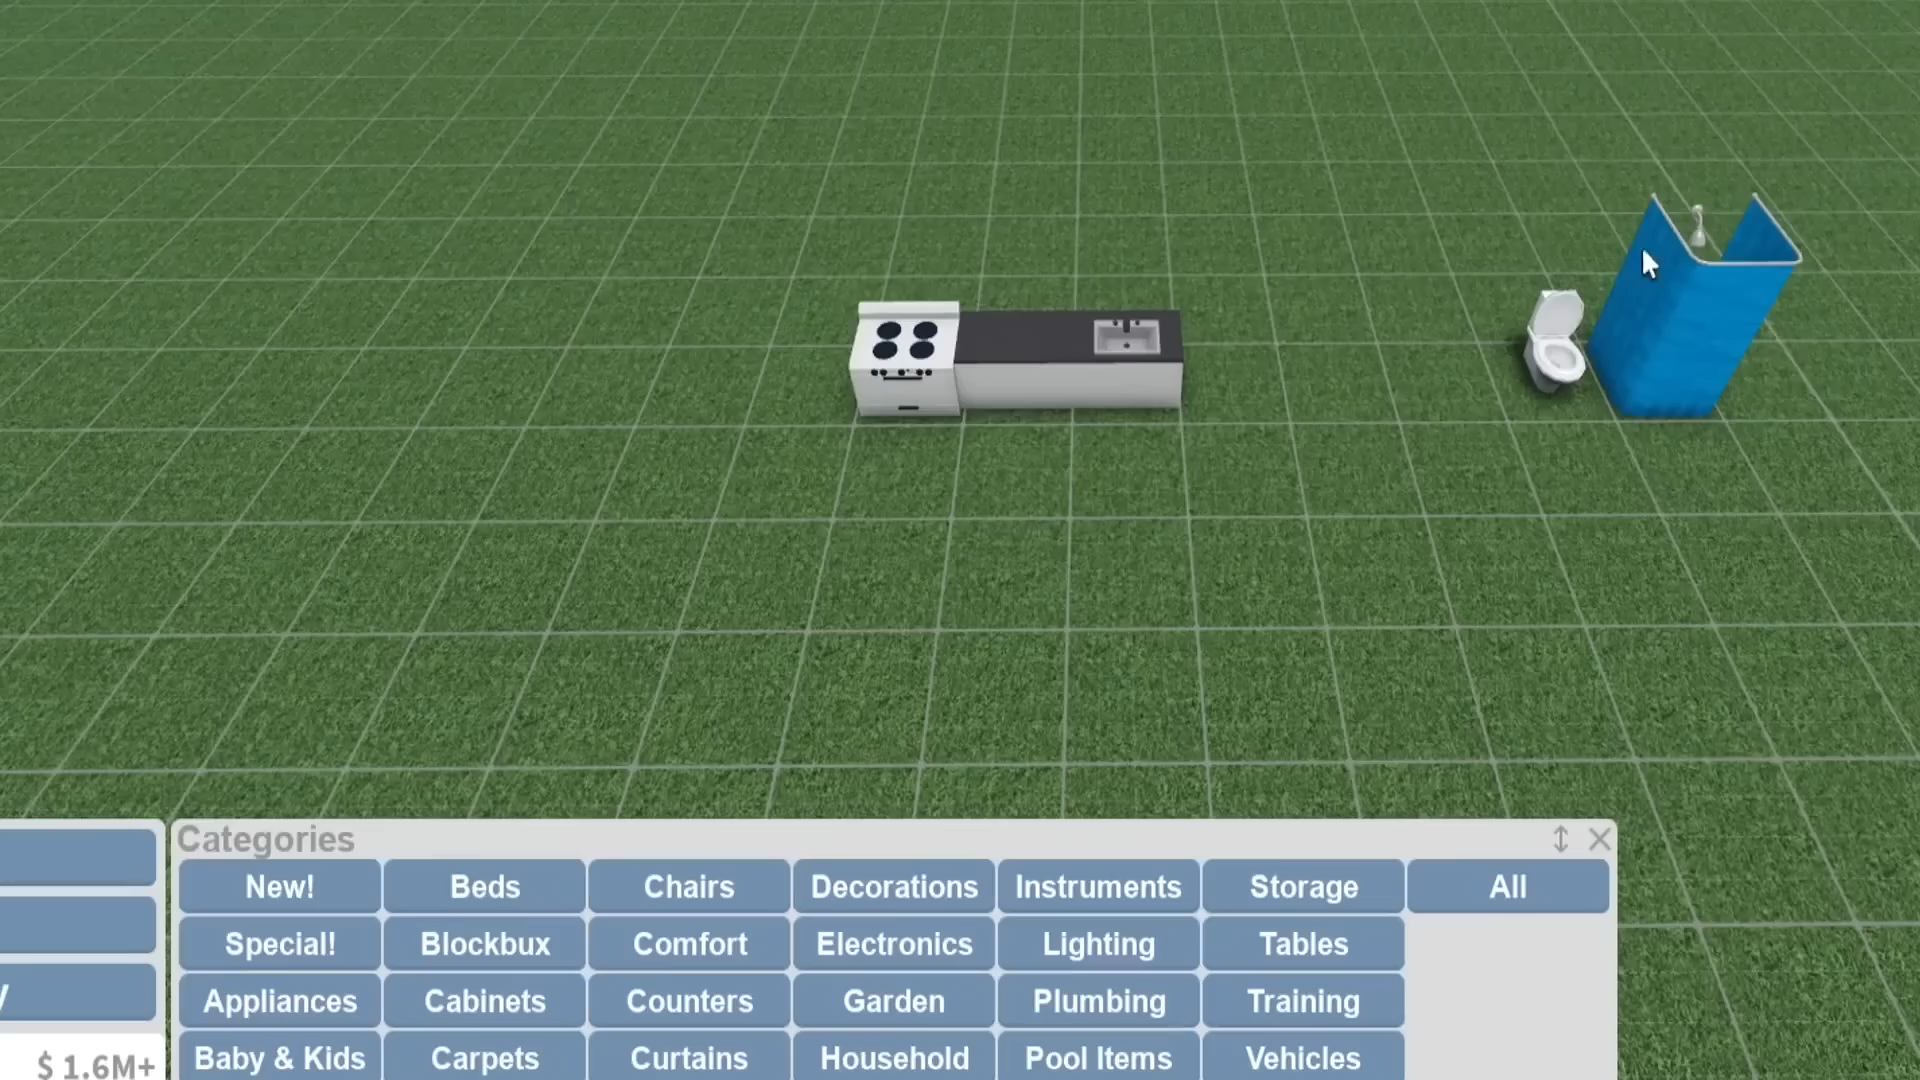 Categories
New! Beds Chairs Decorations Instruments Storage All
Special! Blockbux Comfort Electronics Lighting Tables
Appliances Cabinets Counters Garden Plumbing Training
Baby & Kids Carpets Curtains Household Pool Items Vehicles
y
$ 1.6M+